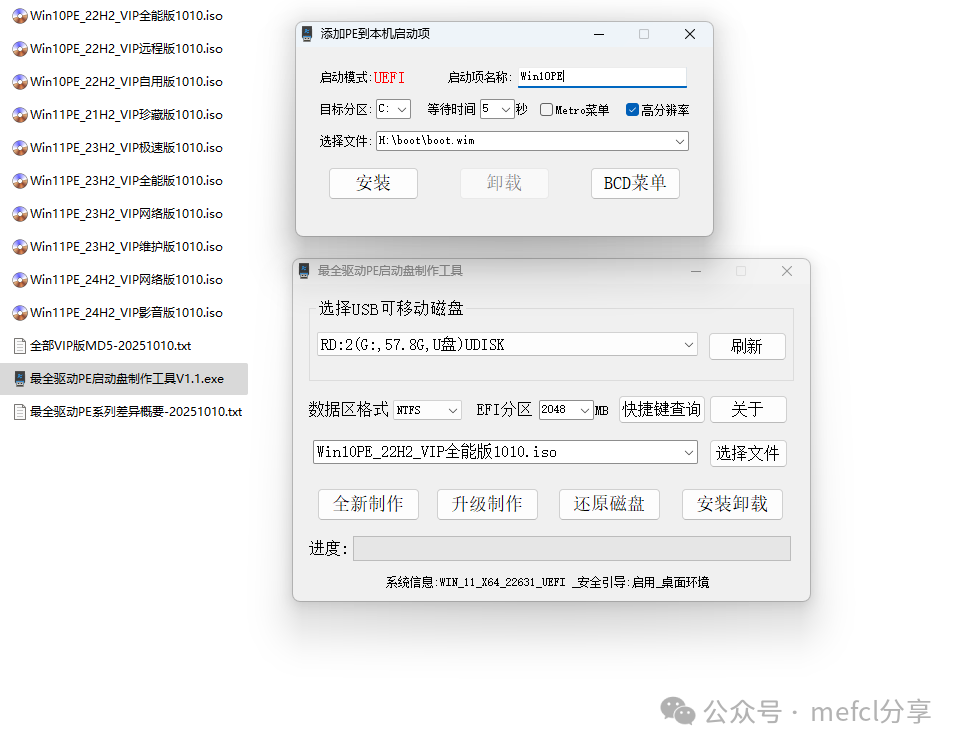 Win10PE_22H2_VIP全能版1010.iso
Win10PE_22H2_VIP远程版1010.iso
Win10PE_22H2_VIP自用版1010.iso
Win11PE_21H2_VIP珍藏版1010.iso
Win11PE_23H2_VIP极速版1010.iso
Win11PE_23H2_VIP全能版1010.iso
Win11PE_23H2_VIP网络版1010.iso
Win11PE_23H2_VIP维护版1010.iso
Win11PE_24H2_VIP网络版1010.iso
Win11PE_24H2_VIP影音版1010.iso
全部VIP版MD5-20251010.txt
最全驱动PE启动盘制作工具V1.1.exe
最全驱动PE系列差异概要-20251010.txt
添加PE到本机启动项
启动模式:UEFI 启动项名称: Win10PE
目标分区: C: 等待时间 5 秒 Metro菜单 高分辨率
选择文件: H:\boot\boot.wim
安装 卸载 BCD菜单
最全驱动PE启动盘制作工具
选择USB可移动磁盘
RD:2(G:,57.8G,U盘)UDISK 刷新
数据区格式 NTFS EFI分区 2048 MB 快捷键查询 关于
Win10PE_22H2_VIP全能版1010.iso 选择文件
全新制作 升级制作 还原磁盘 安装卸载
进度:
系统信息:WIN_11_X64_22631_UEFI _安全引导:启用_桌面环境
公众号 · mefcl分享